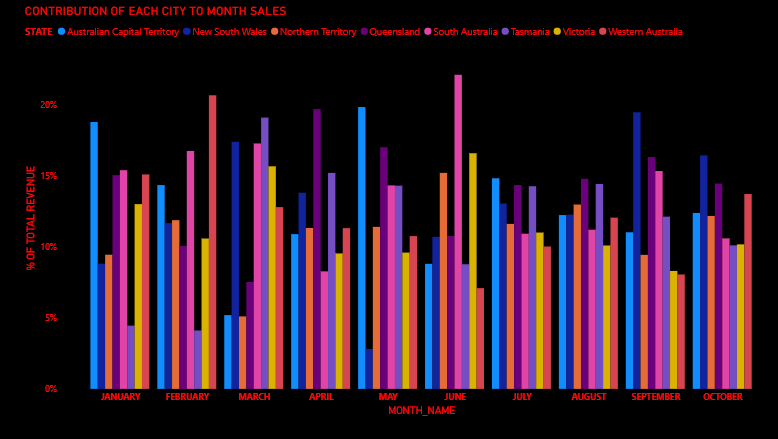 CONTRIBUTION OF EACH CITY TO MONTH SALES
STATE Australian Capital Territory New South Wales Northern Territory Queensland South Australia Tasmania Victoria Western Australia
20%
15%
10%
5%
0%
% OF TOTAL REVENUE
JANUARY FEBRUARY MARCH APRIL MAY JUNE JULY AUGUST SEPTEMBER OCTOBER
MONTH_NAME